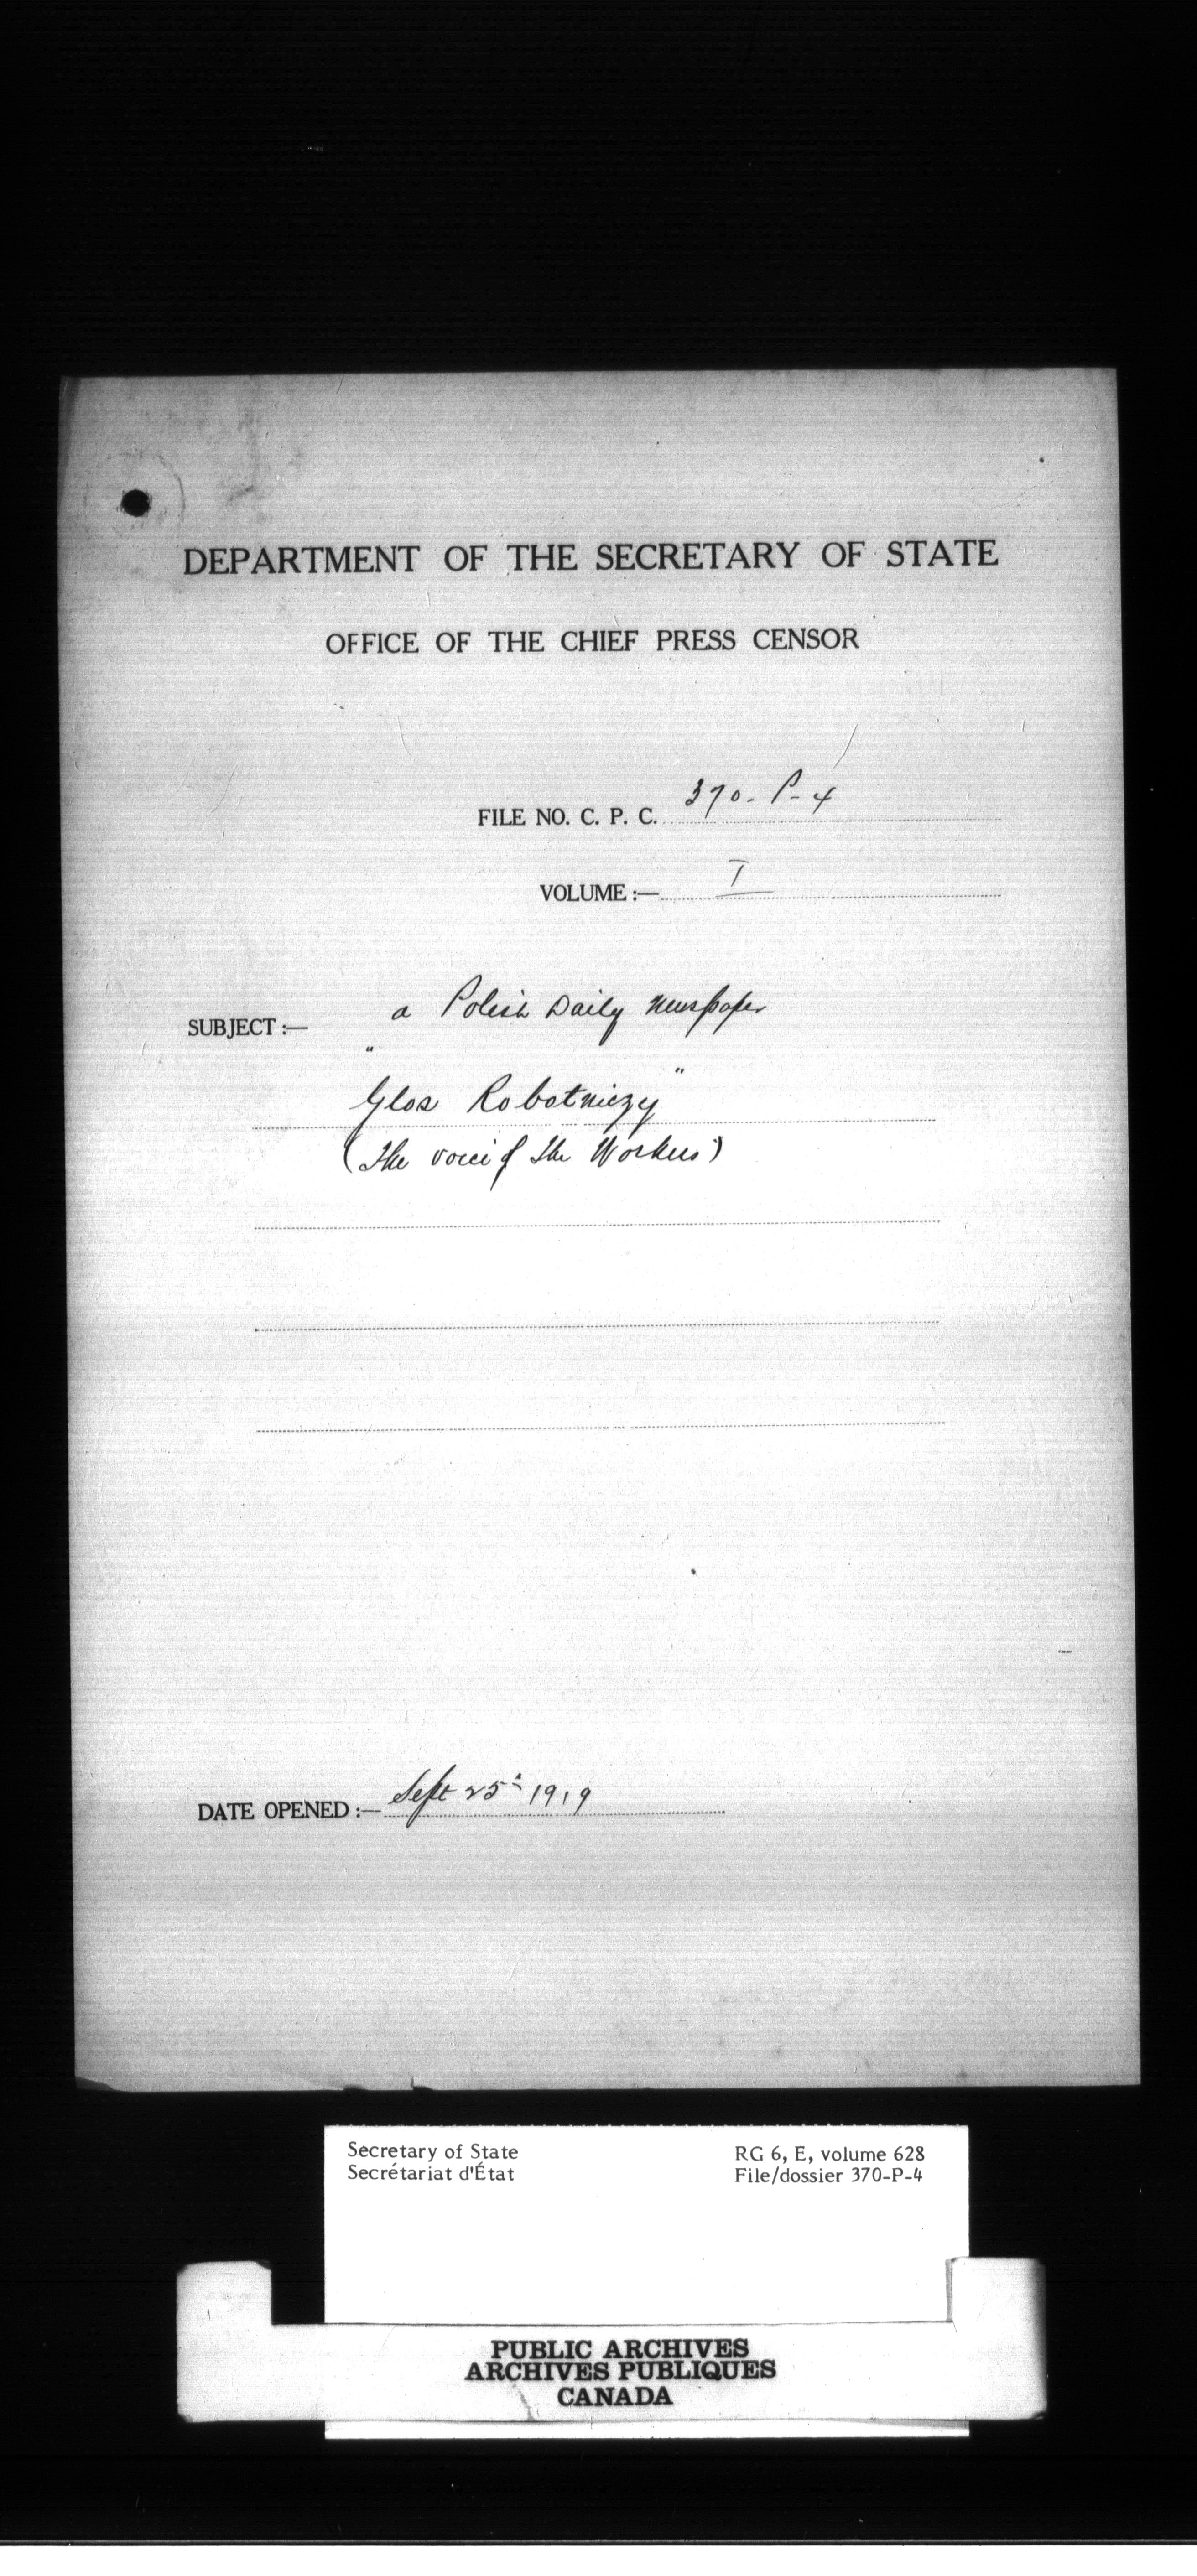 DEPARTMENT OF THE SECRETARY OF STATE
OFFICE OF THE CHIEF PRESS CENSOR
FILE NO. C. P. C. 370-P-4
VOLUME :— I
SUBJECT :— a Polish Daily Newspaper
"Glos Robotniczy"
(The voice of the Workers)
DATE OPENED :— Sept 25th 1919
Secretary of State RG 6, E, volume 628
Secrétariat d'État File/dossier 370-P-4
PUBLIC ARCHIVES
ARCHIVES PUBLIQUES
CANADA